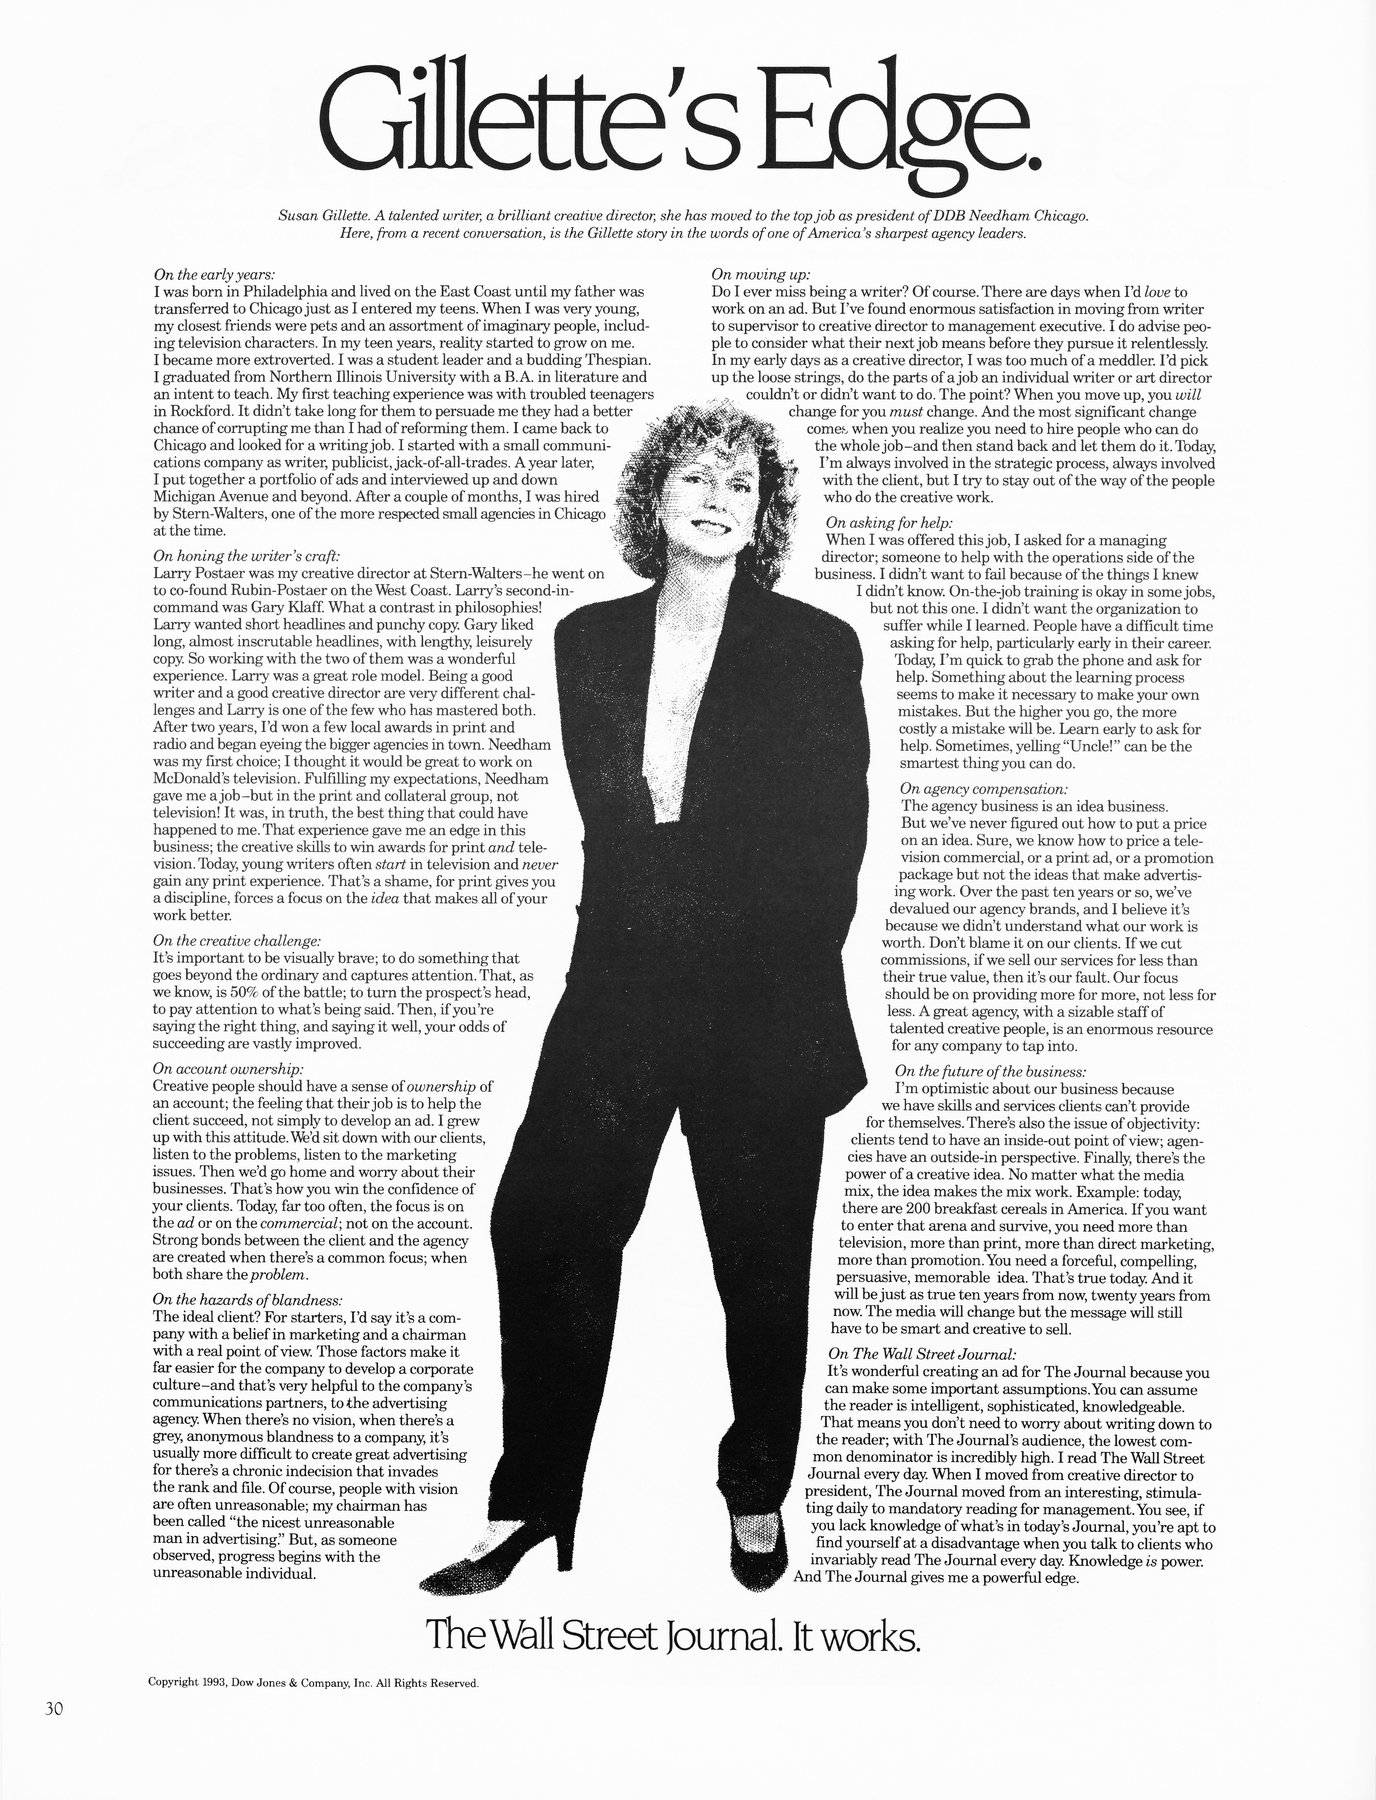 Gillette's Edge.
Susan Gillette. A talented writer, a brilliant creative director, she has moved to the top job as president of DDB Needham Chicago.
Here, from a recent conversation, is the Gillette story in the words of one of America's sharpest agency leaders.
On the early years:
I was born in Philadelphia and lived on the East Coast until my father was
transferred to Chicago just as I entered my teens. When I was very young,
my closest friends were pets and an assortment of imaginary people, includ-
ing television characters. In my teen years, reality started to grow on me.
I became more extroverted. I was a student leader and a budding Thespian.
I graduated from Northern Illinois University with a B.A. in literature and
an intent to teach. My first teaching experience was with troubled teenagers
in Rockford. It didn't take long for them to persuade me they had a better
chance of corrupting me than I had of reforming them. I came back to
Chicago and looked for a writing job. I started with a small communi-
cations company as writer, publicist, jack-of-all-trades. A year later,
I put together a portfolio of ads and interviewed up and down
Michigan Avenue and beyond. After a couple of months, I was hired
by Stern-Walters, one of the more respected small agencies in Chicago
at the time.
On honing the writer's craft:
Larry Postaer was my creative director at Stern-Walters–he went on
to co-found Rubin-Postaer on the West Coast. Larry's second-in-
command was Gary Klaff. What a contrast in philosophies!
Larry wanted short headlines and punchy copy. Gary liked
long, almost inscrutable headlines, with lengthy, leisurely
copy. So working with the two of them was a wonderful
experience. Larry was a great role model. Being a good
writer and a good creative director are very different chal-
lenges and Larry is one of the few who has mastered both.
After two years, I'd won a few local awards in print and
radio and began eyeing the bigger agencies in town. Needham
was my first choice; I thought it would be great to work on
McDonald's television. Fulfilling my expectations, Needham
gave me a job–but in the print and collateral group, not
television! It was, in truth, the best thing that could have
happened to me. That experience gave me an edge in this
business; the creative skills to win awards for print and tele-
vision. Today, young writers often start in television and never
gain any print experience. That's a shame, for print gives you
a discipline, forces a focus on the idea that makes all of your
work better.
On the creative challenge:
It's important to be visually brave; to do something that
goes beyond the ordinary and captures attention. That, as
we know, is 50% of the battle; to turn the prospect's head,
to pay attention to what's being said. Then, if you're
saying the right thing, and saying it well, your odds of
succeeding are vastly improved.
On account ownership:
Creative people should have a sense of ownership of
an account; the feeling that their job is to help the
client succeed, not simply to develop an ad. I grew
up with this attitude. We'd sit down with our clients,
listen to the problems, listen to the marketing
issues. Then we'd go home and worry about their
businesses. That's how you win the confidence of
your clients. Today, far too often, the focus is on
the ad or on the commercial; not on the account.
Strong bonds between the client and the agency
are created when there's a common focus; when
both share the problem.
On the hazards of blandness:
The ideal client? For starters, I'd say it's a com-
pany with a belief in marketing and a chairman
with a real point of view. Those factors make it
far easier for the company to develop a corporate
culture–and that's very helpful to the company's
communications partners, to the advertising
agency. When there's no vision, when there's a
grey, anonymous blandness to a company, it's
usually more difficult to create great advertising
for there's a chronic indecision that invades
the rank and file. Of course, people with vision
are often unreasonable; my chairman has
been called "the nicest unreasonable
man in advertising." But, as someone
observed, progress begins with the
unreasonable individual.
On moving up:
Do I ever miss being a writer? Of course. There are days when I'd love to
work on an ad. But I've found enormous satisfaction in moving from writer
to supervisor to creative director to management executive. I do advise peo-
ple to consider what their next job means before they pursue it relentlessly.
In my early days as a creative director, I was too much of a meddler. I'd pick
up the loose strings, do the parts of a job an individual writer or art director
couldn't or didn't want to do. The point? When you move up, you will
change for you must change. And the most significant change
comes when you realize you need to hire people who can do
the whole job–and then stand back and let them do it. Today,
I'm always involved in the strategic process, always involved
with the client, but I try to stay out of the way of the people
who do the creative work.
On asking for help:
When I was offered this job, I asked for a managing
director; someone to help with the operations side of the
business. I didn't want to fail because of the things I knew
I didn't know. On-the-job training is okay in some jobs,
but not this one. I didn't want the organization to
suffer while I learned. People have a difficult time
asking for help, particularly early in their career.
Today, I'm quick to grab the phone and ask for
help. Something about the learning process
seems to make it necessary to make your own
mistakes. But the higher you go, the more
costly a mistake will be. Learn early to ask for
help. Sometimes, yelling "Uncle!" can be the
smartest thing you can do.
On agency compensation:
The agency business is an idea business.
But we've never figured out how to put a price
on an idea. Sure, we know how to price a tele-
vision commercial, or a print ad, or a promotion
package but not the ideas that make advertis-
ing work. Over the past ten years or so, we've
devalued our agency brands, and I believe it's
because we didn't understand what our work is
worth. Don't blame it on our clients. If we cut
commissions, if we sell our services for less than
their true value, then it's our fault. Our focus
should be on providing more for more, not less for
less. A great agency, with a sizable staff of
talented creative people, is an enormous resource
for any company to tap into.
On the future of the business:
I'm optimistic about our business because
we have skills and services clients can't provide
for themselves. There's also the issue of objectivity:
clients tend to have an inside-out point of view; agen-
cies have an outside-in perspective. Finally, there's the
power of a creative idea. No matter what the media
mix, the idea makes the mix work. Example: today,
there are 200 breakfast cereals in America. If you want
to enter that arena and survive, you need more than
television, more than print, more than direct marketing,
more than promotion. You need a forceful, compelling,
persuasive, memorable idea. That's true today. And it
will be just as true ten years from now, twenty years from
now. The media will change but the message will still
have to be smart and creative to sell.
On The Wall Street Journal:
It's wonderful creating an ad for The Journal because you
can make some important assumptions. You can assume
the reader is intelligent, sophisticated, knowledgeable.
That means you don't need to worry about writing down to
the reader; with The Journal's audience, the lowest com-
mon denominator is incredibly high. I read The Wall Street
Journal every day. When I moved from creative director to
president, The Journal moved from an interesting, stimula-
ting daily to mandatory reading for management. You see, if
you lack knowledge of what's in today's Journal, you're apt to
find yourself at a disadvantage when you talk to clients who
invariably read The Journal every day. Knowledge is power.
And The Journal gives me a powerful edge.
The Wall Street Journal. It works.
Copyright 1993, Dow Jones & Company, Inc. All Rights Reserved.
30